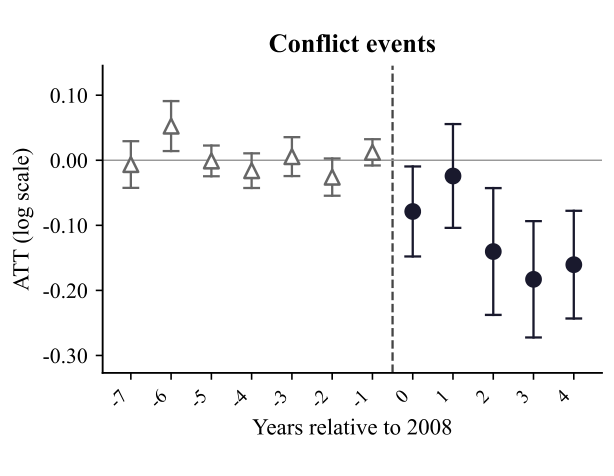 Conflict events
ATT (log scale)
0.10
0.00
-0.10
-0.20
-0.30
-7 -6 -5 -4 -3 -2 -1 0 1 2 3 4
Years relative to 2008